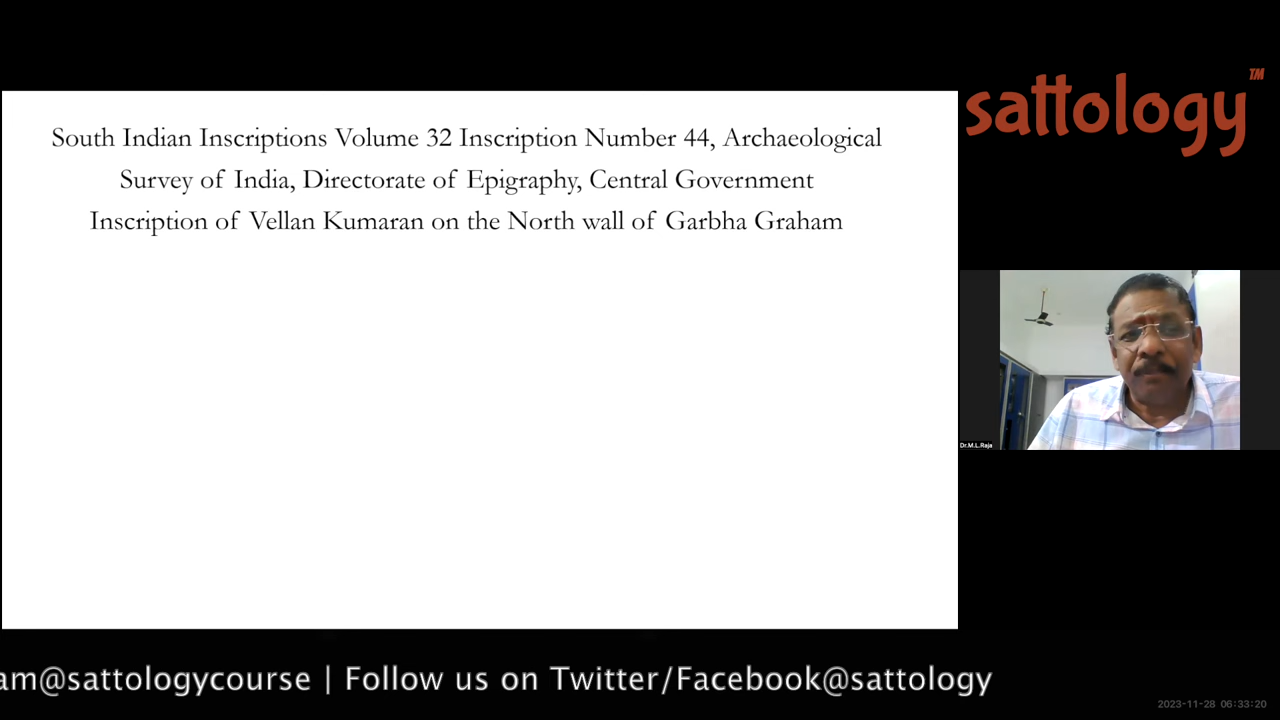 sattology™
South Indian Inscriptions Volume 32 Inscription Number 44, Archaeological
Survey of India, Directorate of Epigraphy, Central Government
Inscription of Vellan Kumaran on the North wall of Garbha Graham
Dr.M.L.Raja
am@sattologycourse | Follow us on Twitter/Facebook@sattology
2023-11-28 06:33:20